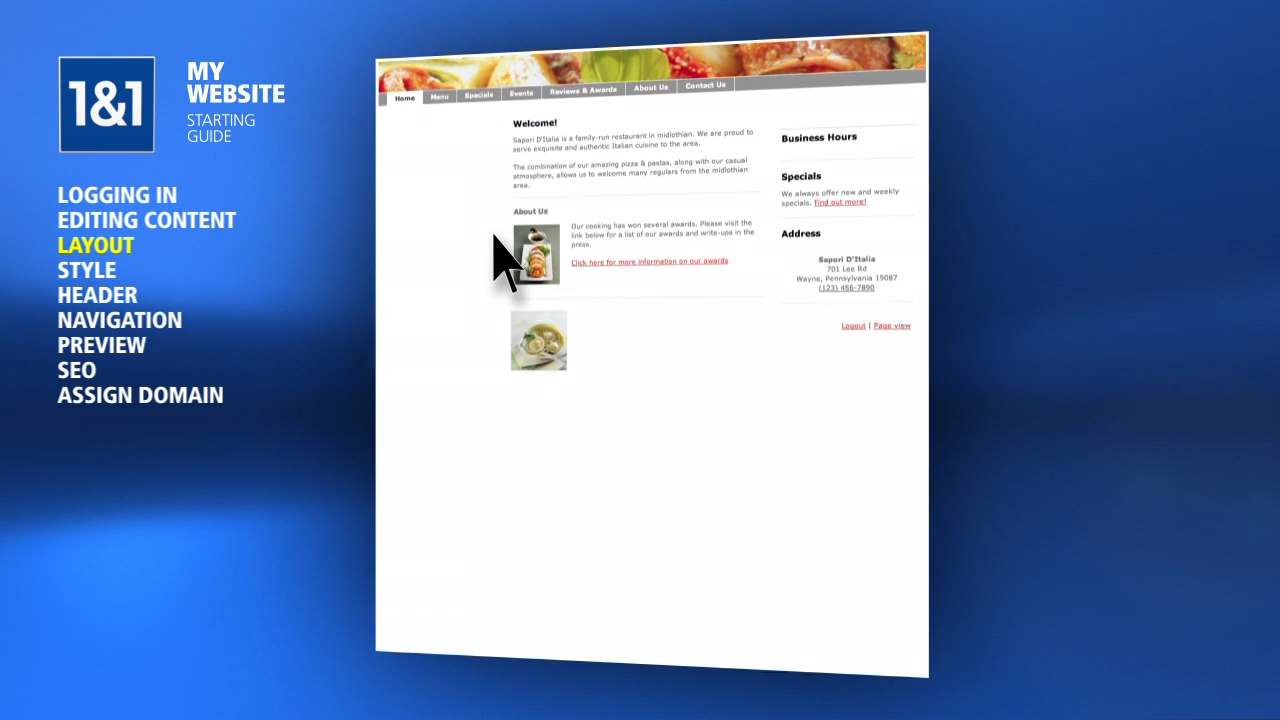 1&1
MY
WEBSITE
STARTING
GUIDE
LOGGING IN
EDITING CONTENT
LAYOUT
STYLE
HEADER
NAVIGATION
PREVIEW
SEO
ASSIGN DOMAIN
Home Menu Specials Events Reviews & Awards About Us Contact Us
Welcome!
Sapori D'Italia is a family-run restaurant in midlothian. We are proud to
serve exquisite and authentic Italian cuisine to the area.
The combination of our amazing pizza & pastas, along with our casual
atmosphere, allows us to welcome many regulars from the midlothian
area.
About Us
Our cooking has won several awards. Please visit the
link below for a list of our awards and write-ups in the
press.
Click here for more information on our awards
Business Hours
Specials
We always offer new and weekly
specials. Find out more!
Address
Sapori D'Italia
701 Lee Rd
Wayne, Pennsylvania 19087
(123) 456-7890
Logout | Page view